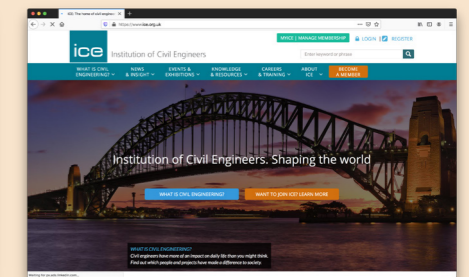 ICE: The name of civil engineer
https://www.ice.org.uk
MYICE | MANAGE MEMBERSHIP
LOGIN
REGISTER
ice
Institution of Civil Engineers
Enter keyword or phrase
WHAT IS CIVIL ENGINEERING?
NEWS & INSIGHT
EVENTS & EXHIBITIONS
KNOWLEDGE & RESOURCES
CAREERS & TRAINING
ABOUT ICE
BECOME A MEMBER
Institution of Civil Engineers. Shaping the world
WHAT IS CIVIL ENGINEERING?
WANT TO JOIN ICE? LEARN MORE
WHAT IS CIVIL ENGINEERING?
Civil engineers have more of an impact on daily life than you might think.
Find out which people and projects have made a difference to society.